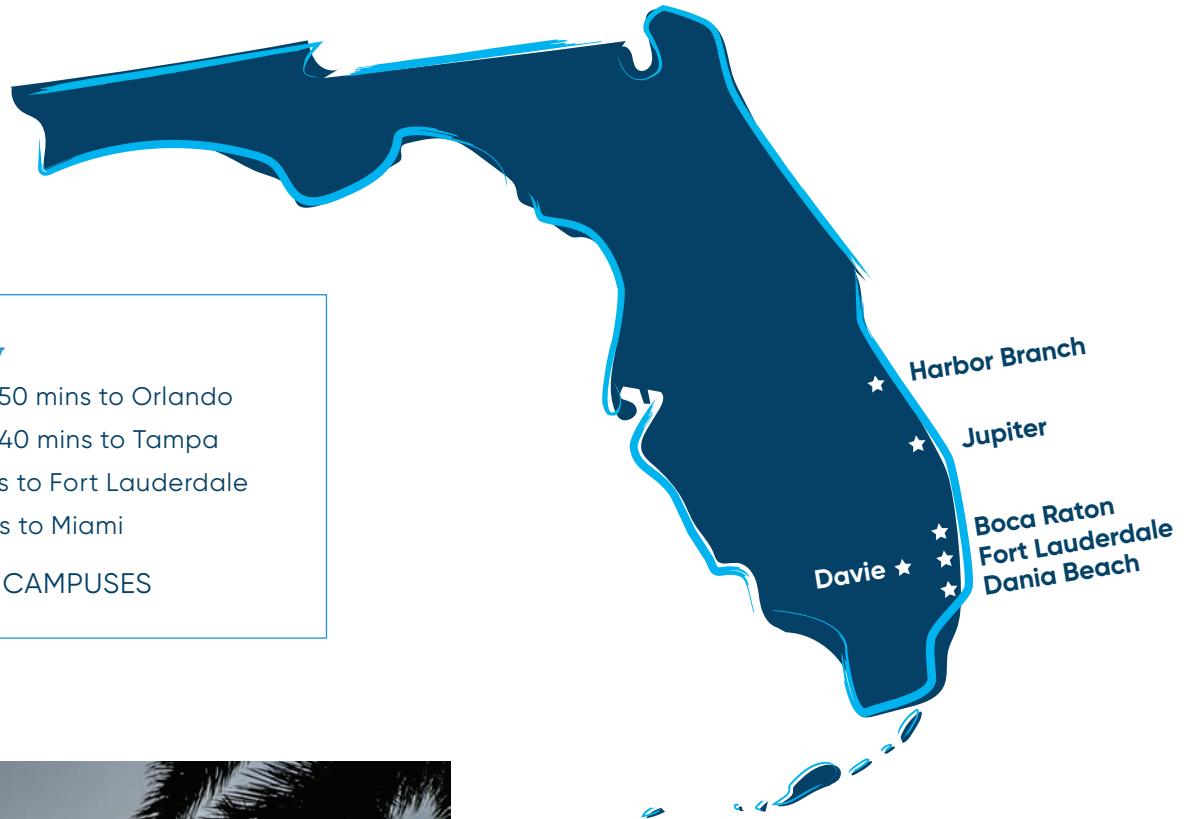 50 mins to Orlando
40 mins to Tampa
s to Fort Lauderdale
s to Miami
CAMPUSES
Harbor Branch
Jupiter
Boca Raton
Fort Lauderdale
Dania Beach
Davie